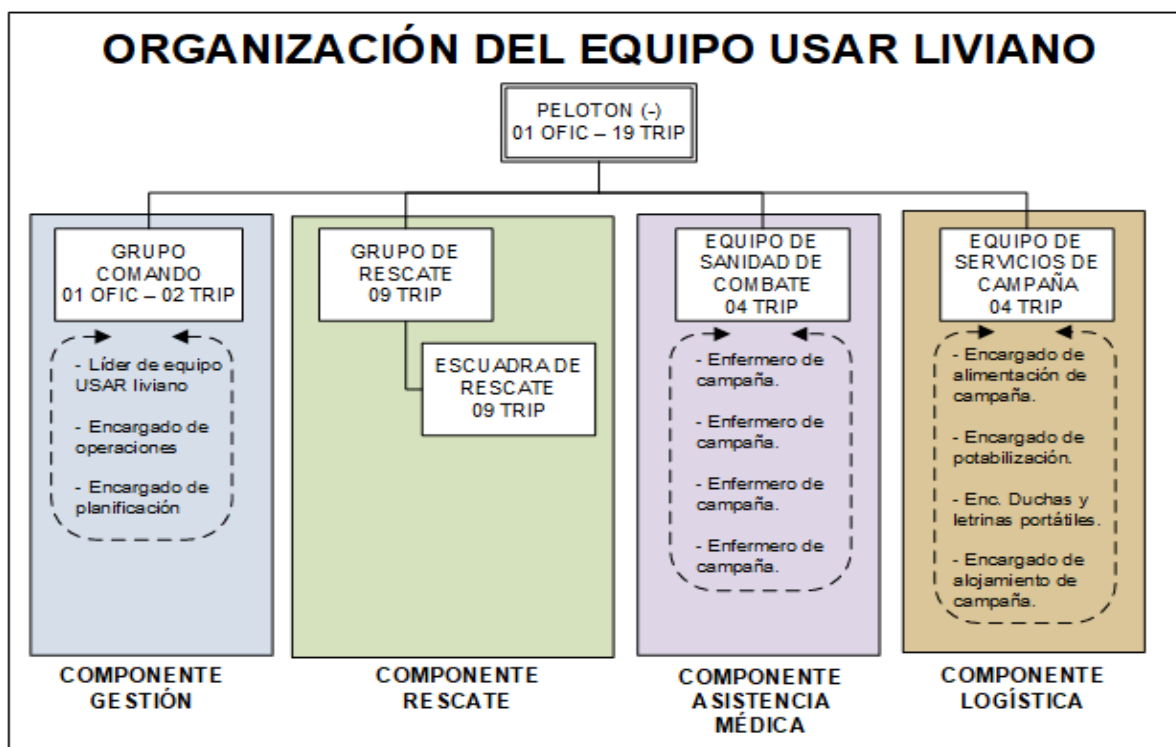 ORGANIZACIÓN DEL EQUIPO USAR LIVIANO
PELOTON (-)
01 OFIC – 19 TRIP
GRUPO
COMANDO
01 OFIC – 02 TRIP
- Líder de equipo
USAR liviano
- Encargado de
operaciones
- Encargado de
planificación
COMPONENTE
GESTIÓN
GRUPO DE
RESCATE
09 TRIP
ESCUADRA DE
RESCATE
09 TRIP
COMPONENTE
RESCATE
EQUIPO DE
SANIDAD DE
COMBATE
04 TRIP
- Enfermero de
campaña.
- Enfermero de
campaña.
- Enfermero de
campaña.
- Enfermero de
campaña.
COMPONENTE
ASISTENCIA
MÉDICA
EQUIPO DE
SERVICIOS DE
CAMPAÑA
04 TRIP
- Encargado de
alimentación de
campaña.
- Encargado de
potabilización.
- Enc. Duchas y
letrinas portátiles.
- Encargado de
alojamiento de
campaña.
COMPONENTE
LOGÍSTICA